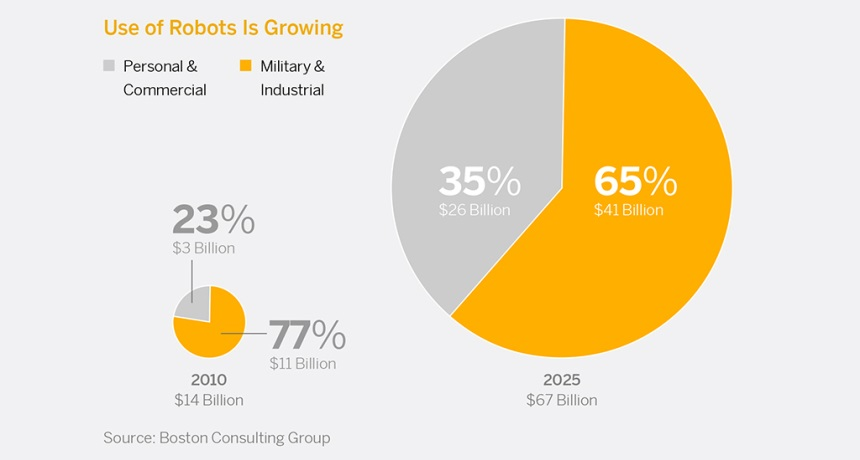 Use of Robots Is Growing
Personal &
Commercial
Military &
Industrial
35%
$26 Billion
65%
$41 Billion
23%
$3 Billion
77%
$11 Billion
2010
$14 Billion
2025
$67 Billion
Source: Boston Consulting Group